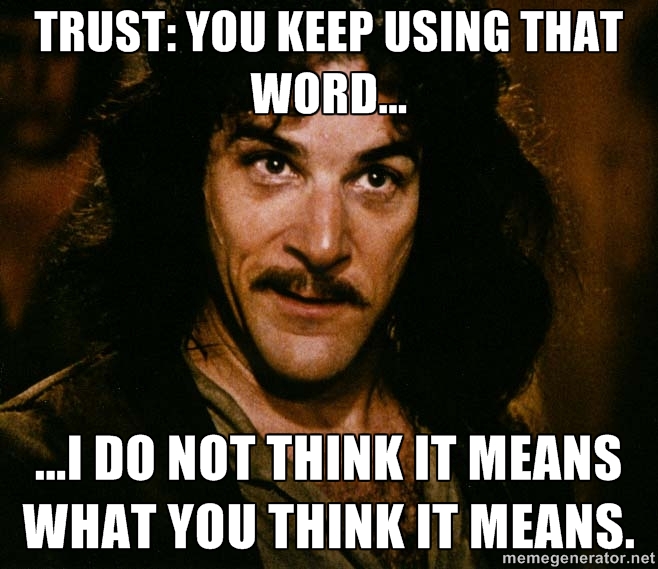 TRUST: YOU KEEP USING THAT
WORD...
...I DO NOT THINK IT MEANS
WHAT YOU THINK IT MEANS.
memegenerator.net